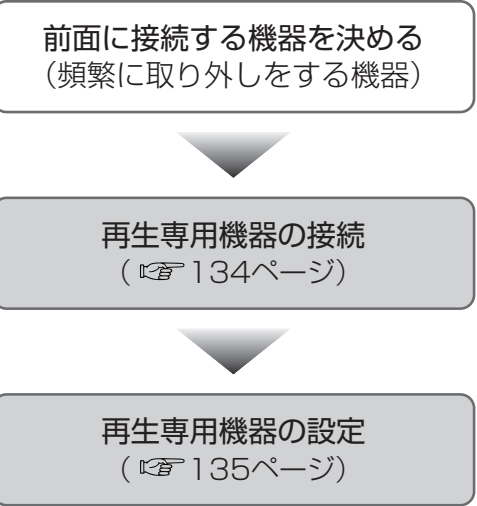 前面に接続する機器を決める
（頻繁に取り外しをする機器）
再生専用機器の接続
（☞134ページ）
再生専用機器の設定
（☞135ページ）